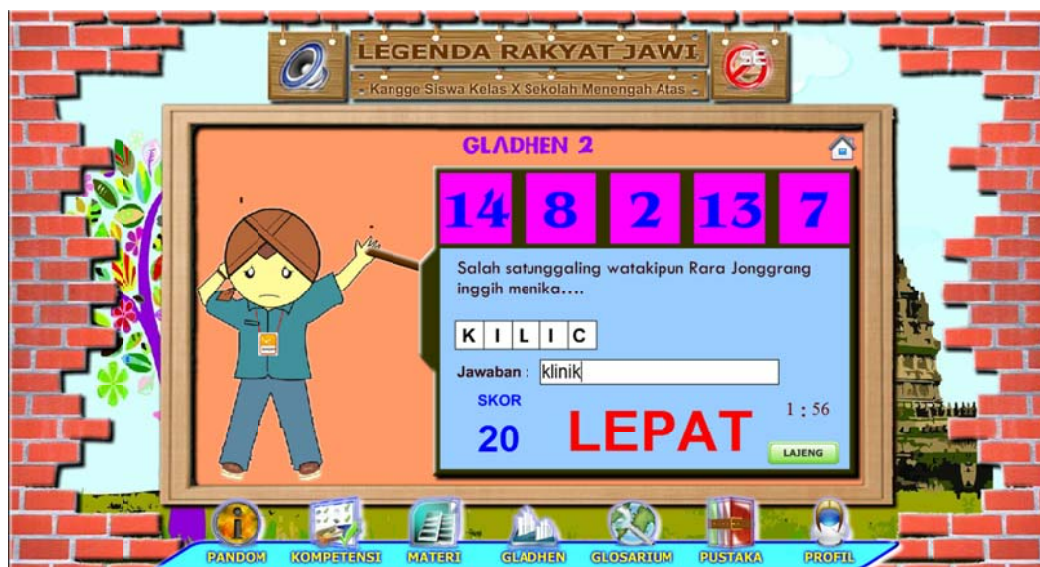 LEGENDA RAKYAT JAWI
Kangge Siswa Kelas X Sekolah Menengah Atas
SE
GLADHEN 2
14 8 2 13 7
Salah satunggaling watakipun Rara Jonggrang
inggih menika....
K I L I C
Jawaban : klinik
SKOR
20
LEPAT
1 : 56
LAJENG
PANDOM KOMPETENSI MATERI GLADHEN GLOSARIUM PUSTAKA PROFIL